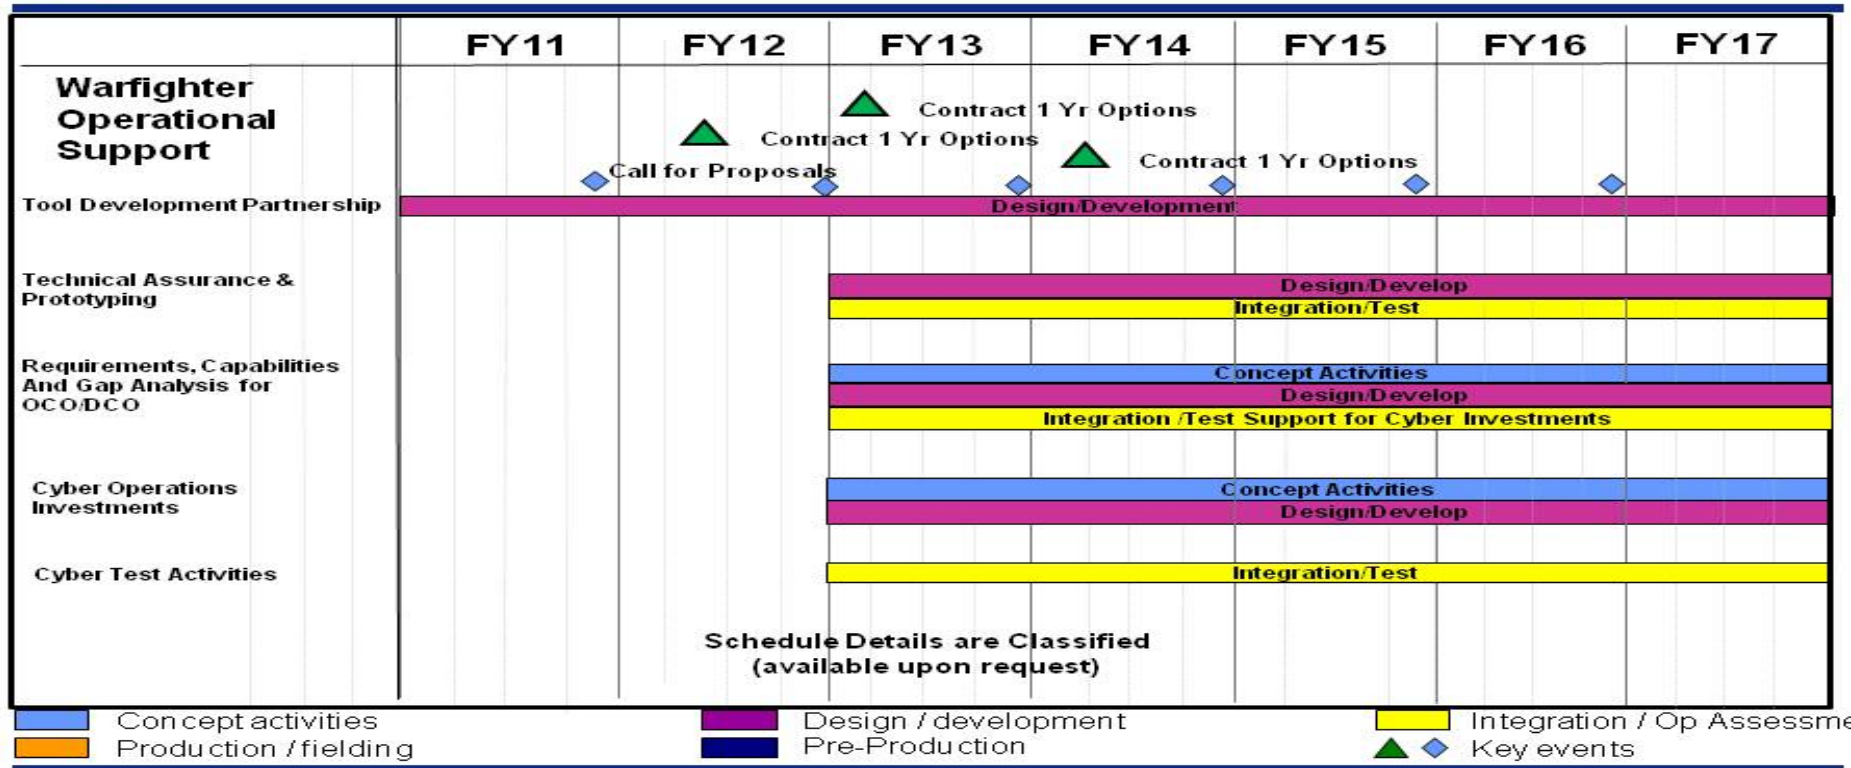 FY11 FY12 FY13 FY14 FY15 FY16 FY17
Warfighter
Operational
Support
Contract 1 Yr Options
Contract 1 Yr Options
Contract 1 Yr Options
Call for Proposals
Tool Development Partnership
Design/Development
Technical Assurance &
Prototyping
Design/Develop
Integration/Test
Requirements, Capabilities
And Gap Analysis for
OCO/DCO
Concept Activities
Design/Develop
Integration /Test Support for Cyber Investments
Cyber Operations
Investments
Concept Activities
Design/Develop
Cyber Test Activities
Integration/Test
Schedule Details are Classified
(available upon request)
Concept activities Design / development Integration / Op Assessme
Production / fielding Pre-Production Key events